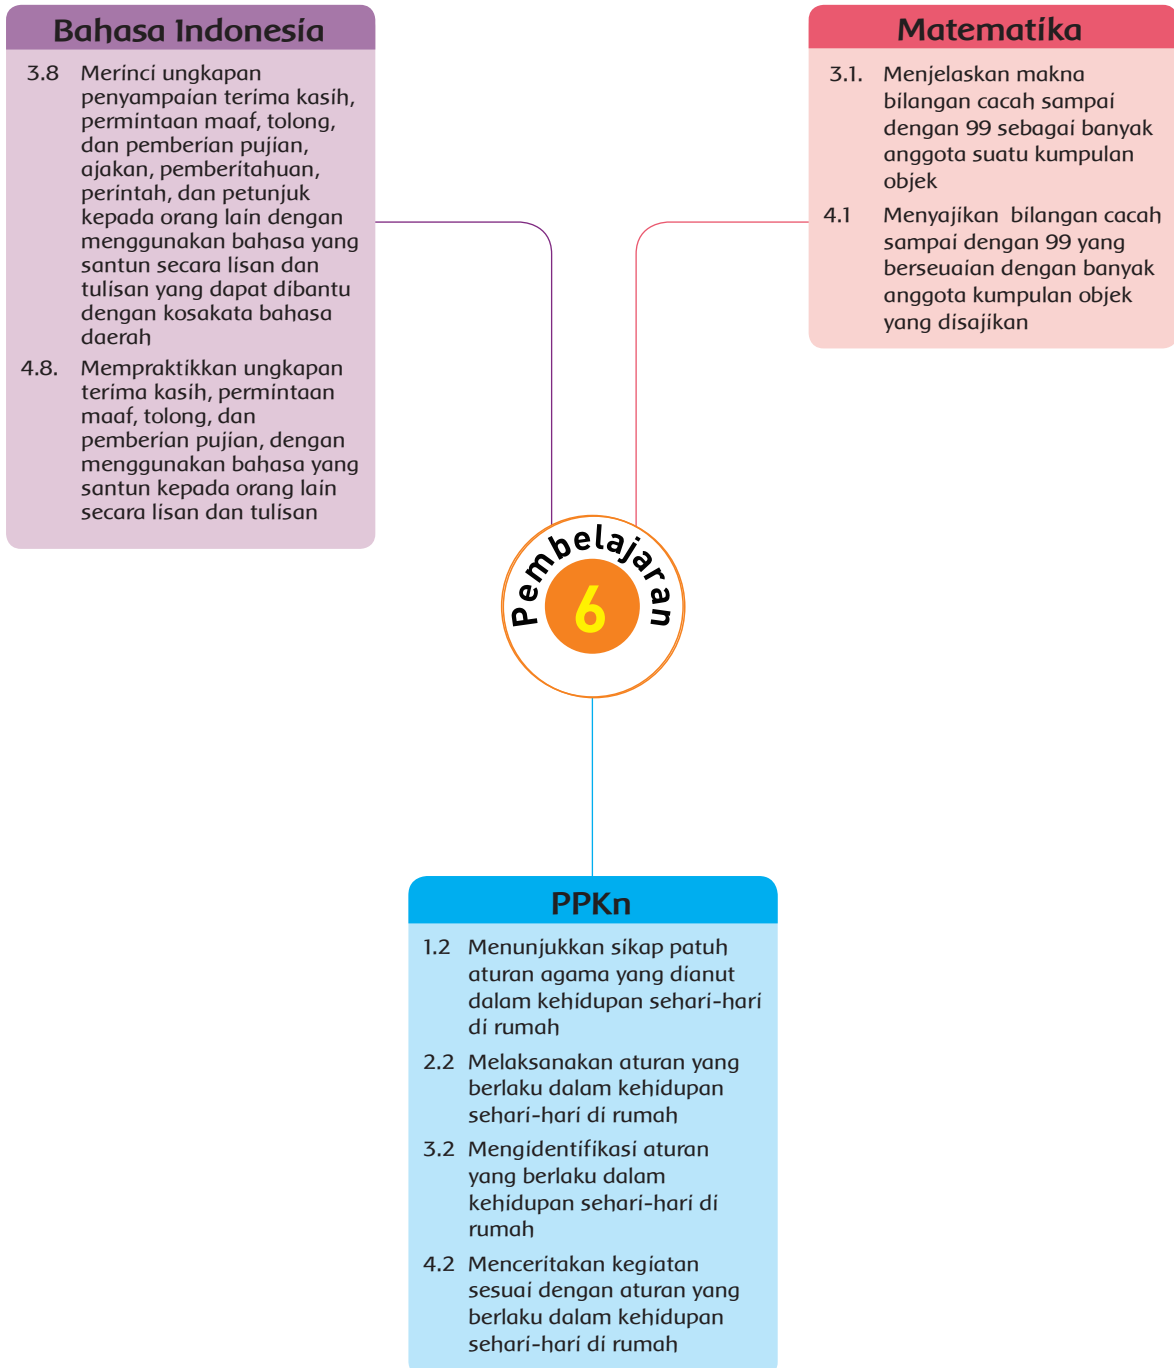 Bahasa Indonesia
3.8 Merinci ungkapan
penyampaian terima kasih,
permintaan maaf, tolong,
dan pemberian pujian,
ajakan, pemberitahuan,
perintah, dan petunjuk
kepada orang lain dengan
menggunakan bahasa yang
santun secara lisan dan
tulisan yang dapat dibantu
dengan kosakata bahasa
daerah
4.8. Mempraktikkan ungkapan
terima kasih, permintaan
maaf, tolong, dan
pemberian pujian, dengan
menggunakan bahasa yang
santun kepada orang lain
secara lisan dan tulisan
Matematika
3.1. Menjelaskan makna
bilangan cacah sampai
dengan 99 sebagai banyak
anggota suatu kumpulan
objek
4.1 Menyajikan bilangan cacah
sampai dengan 99 yang
berseuaian dengan banyak
anggota kumpulan objek
yang disajikan
Pembelajaran
6
PPKn
1.2 Menunjukkan sikap patuh
aturan agama yang dianut
dalam kehidupan sehari-hari
di rumah
2.2 Melaksanakan aturan yang
berlaku dalam kehidupan
sehari-hari di rumah
3.2 Mengidentifikasi aturan
yang berlaku dalam
kehidupan sehari-hari di
rumah
4.2 Menceritakan kegiatan
sesuai dengan aturan yang
berlaku dalam kehidupan
sehari-hari di rumah